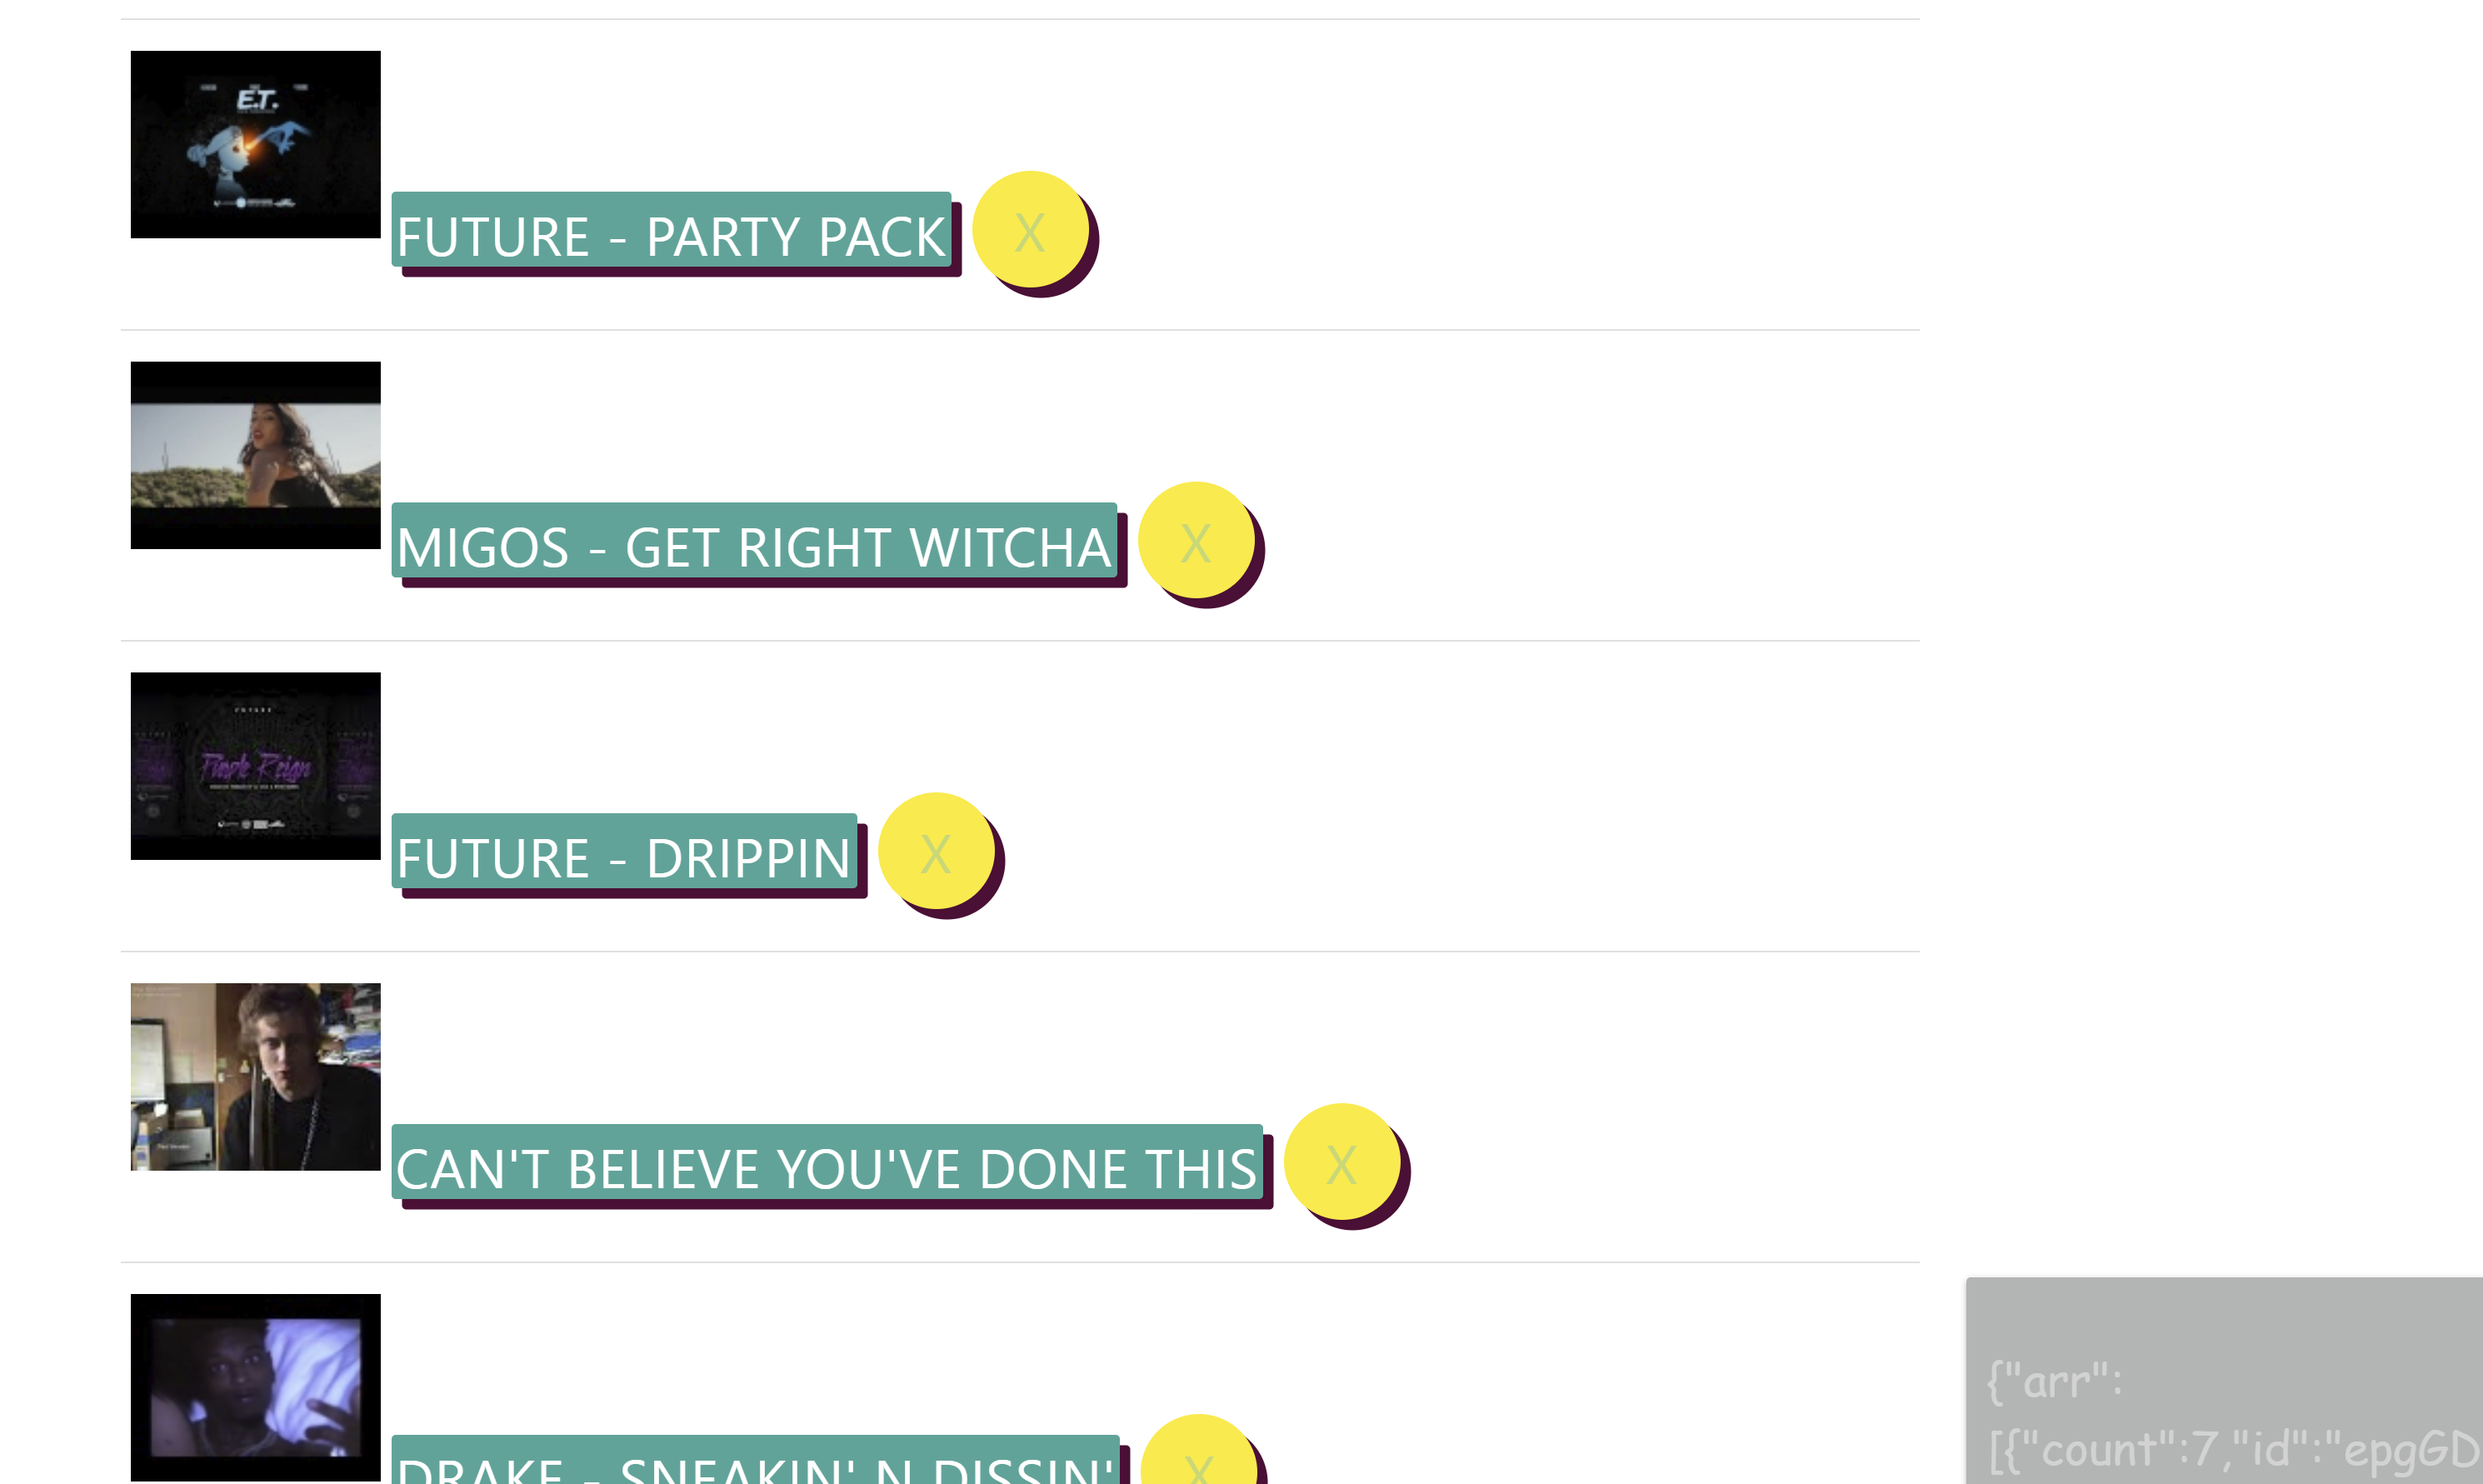 E.T.
FUTURE - PARTY PACK
X
MIGOS - GET RIGHT WITCHA
X
FUTURE
Purple Reign
FUTURE - DRIPPIN
X
CAN'T BELIEVE YOU'VE DONE THIS
X
DRAKE - SNEAKIN' N DISSIN'
X
{"arr":
[{"count":7,"id":"epgGD